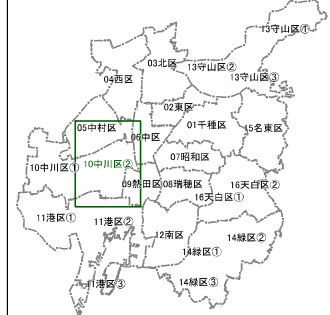 13守山区①
03北区
13守山区②
04西区
13守山区③
02東区
05中村区
01千種区
15名東区
06中区
10中川区①
10中川区②
07昭和区
09熱田区
08瑞穂区
16天白区②
16天白区①
11港区①
11港区②
12南区
14緑区②
14緑区①
11港区③
14緑区③